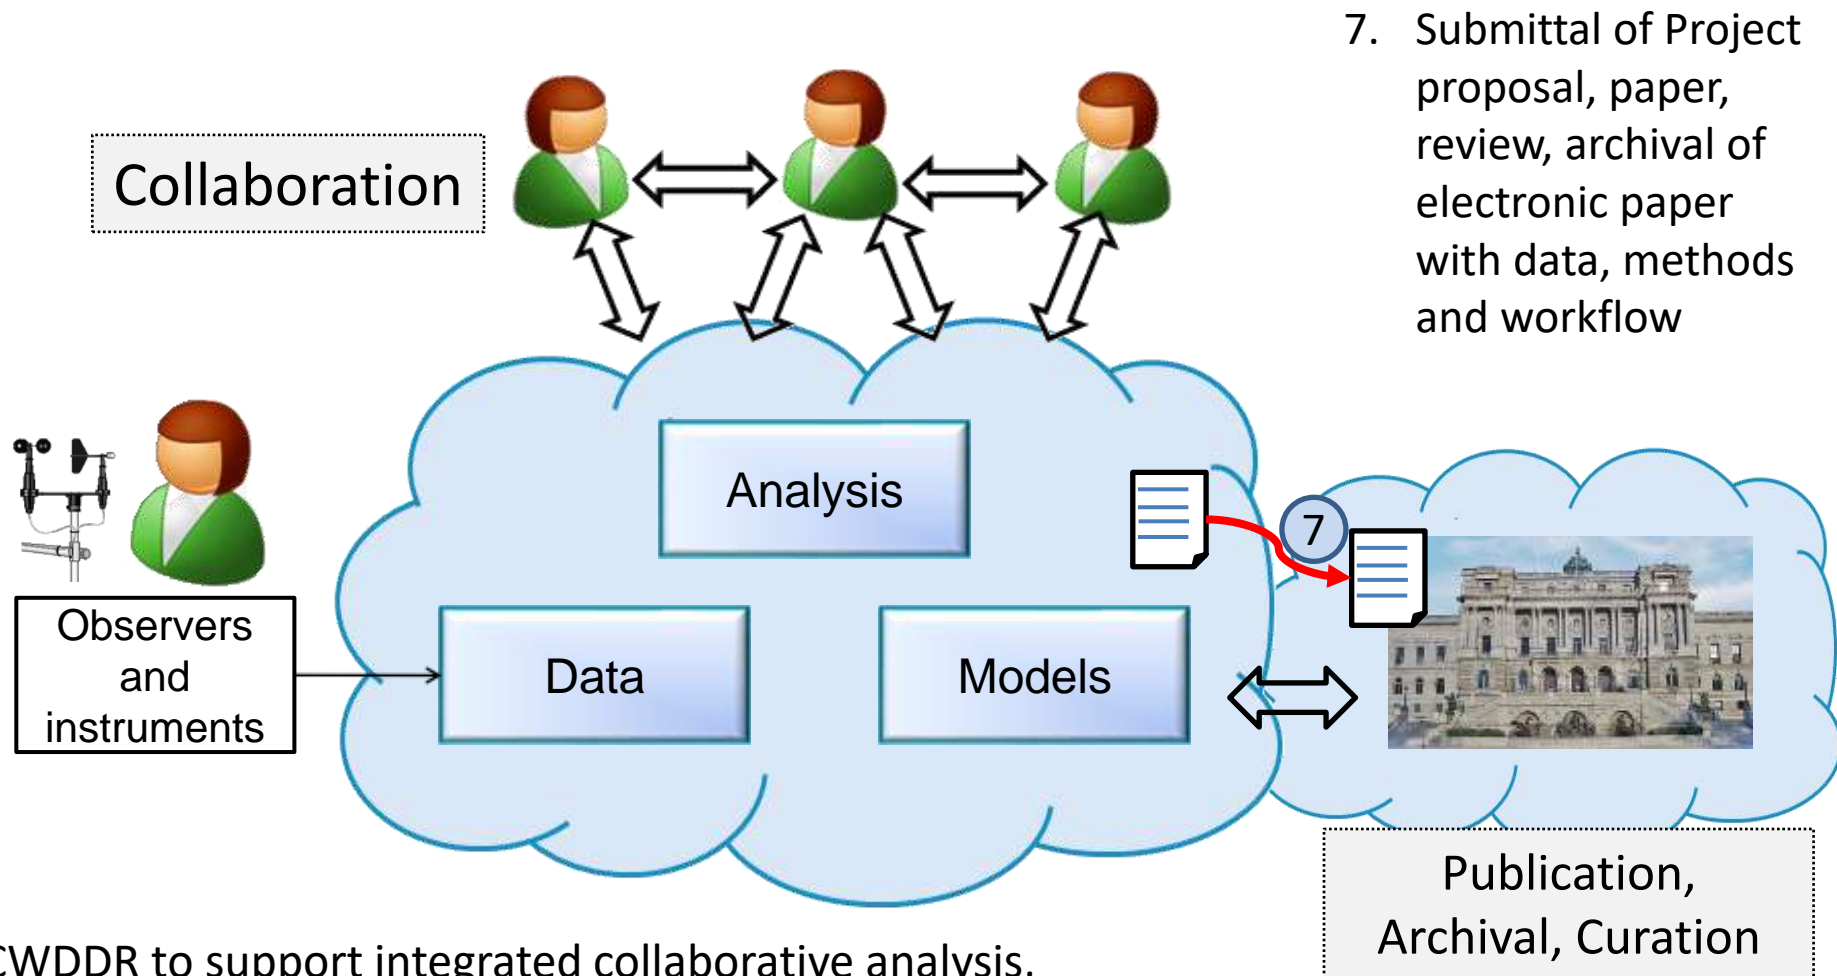 7. Submittal of Project
proposal, paper,
review, archival of
electronic paper
with data, methods
and workflow
Collaboration
Analysis
7
Observers
and
instruments
Data
Models
Publication,
Archival, Curation
CWDDR to support integrated collaborative analysis.